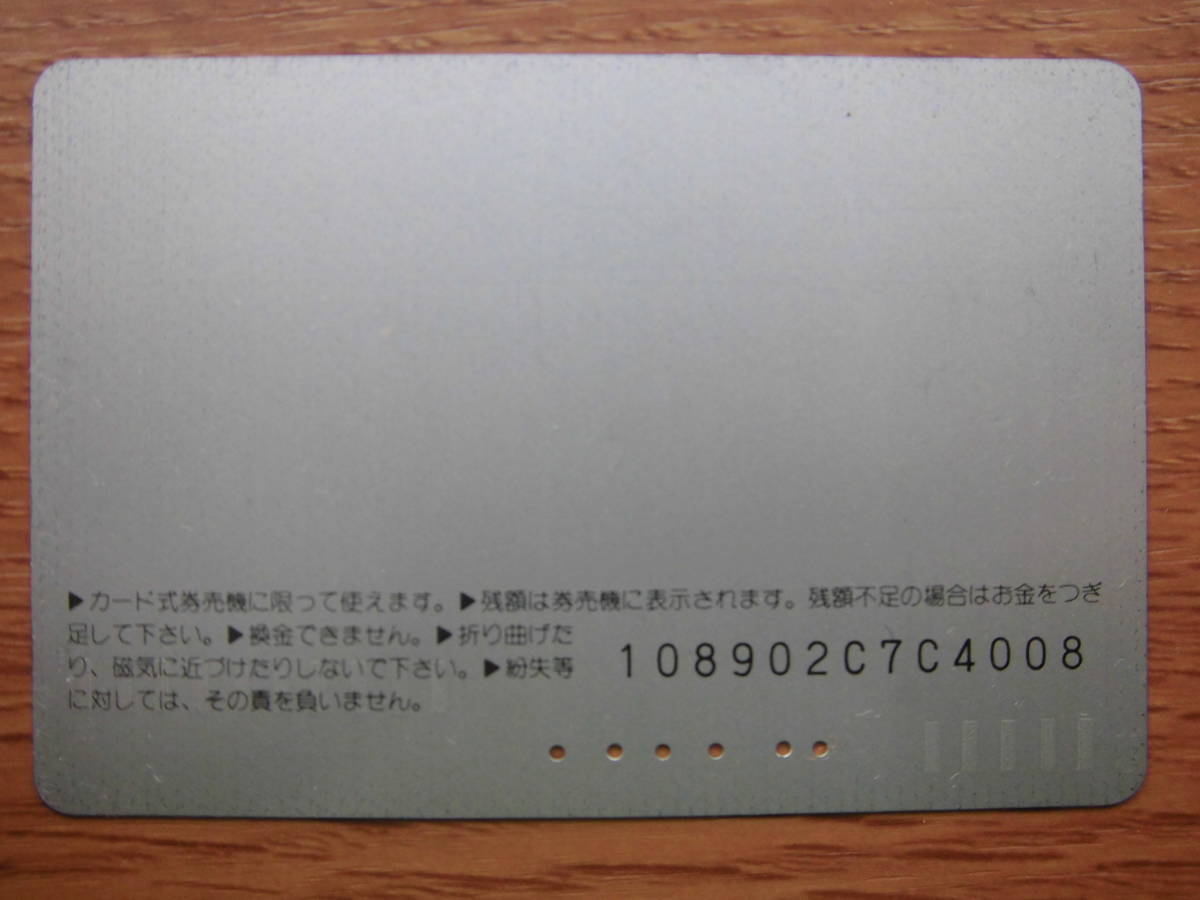 ▶カード式券売機に限って使えます。▶残額は券売機に表示されます。残額不足の場合はお金をつぎ
足して下さい。▶換金できません。▶折り曲げた
り、磁気に近づけたりしないで下さい。▶紛失等
に対しては、その責を負いません。
108902C7C4008